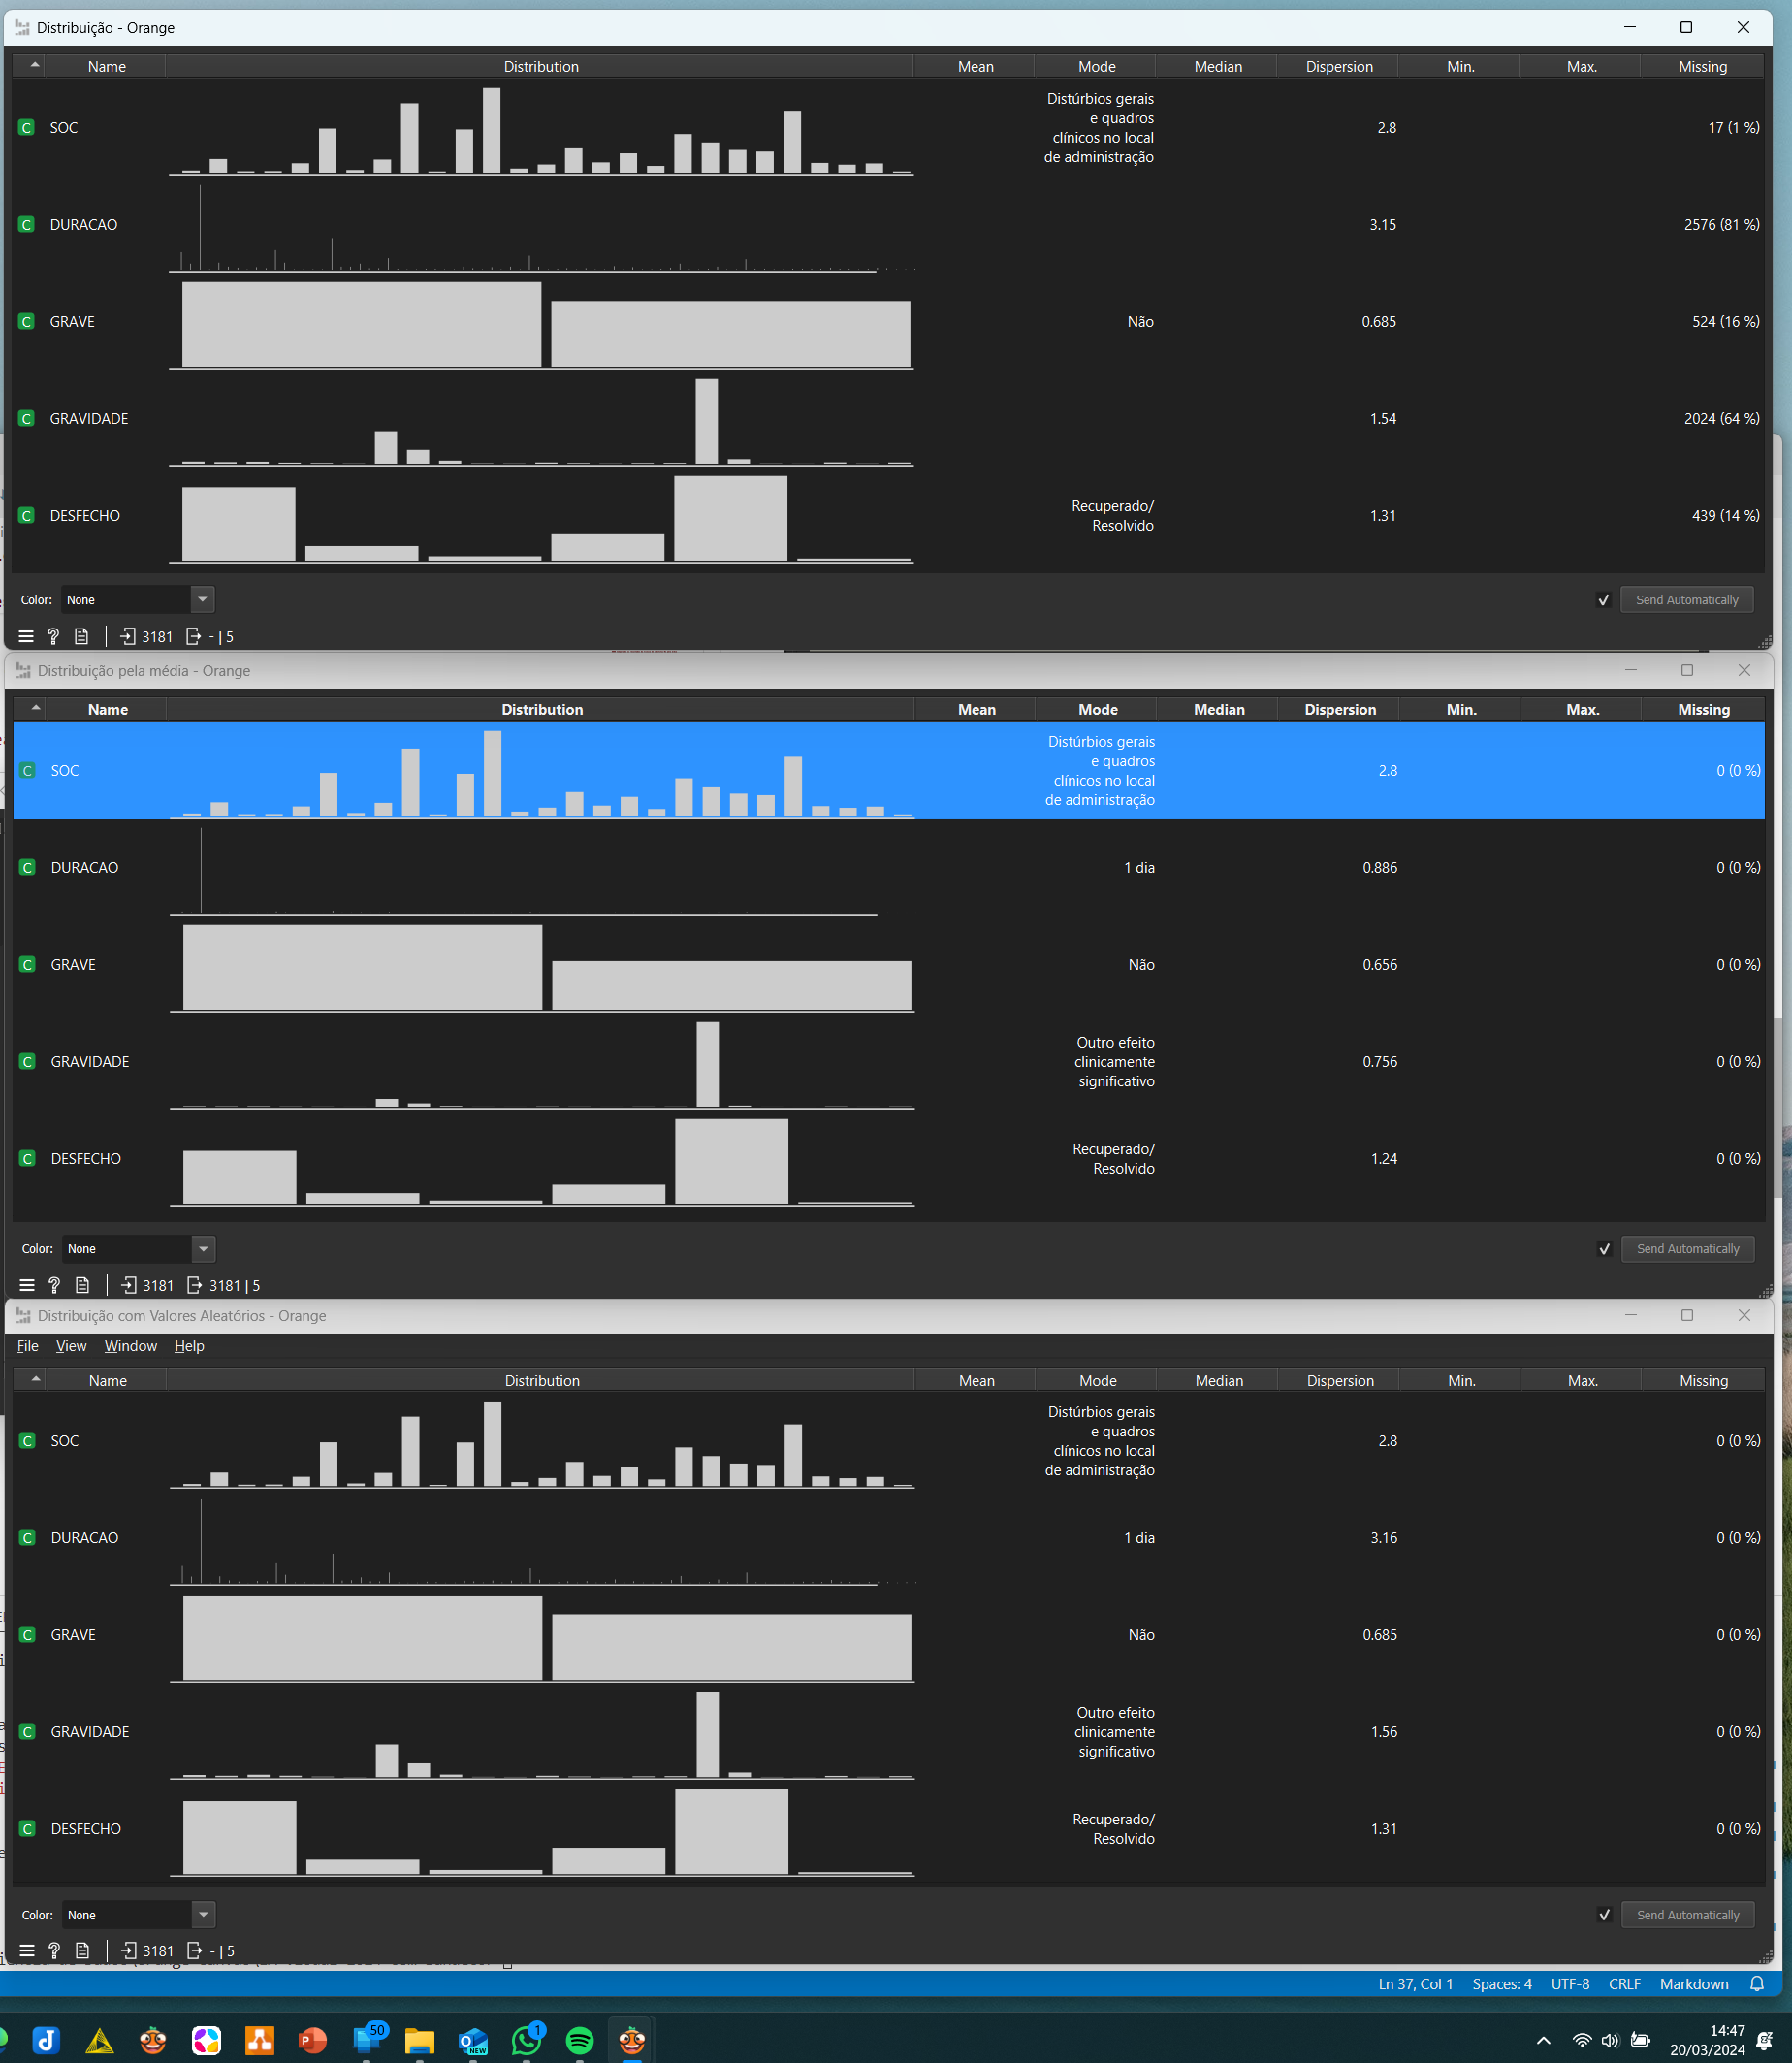 Distribuição - Orange
Name Distribution Mean Mode Median Dispersion Min. Max. Missing
C SOC Distúrbios gerais e quadros clínicos no local de administração 2.8 17 (1 %)
C DURACAO 3.15 2576 (81 %)
C GRAVE Não 0.685 524 (16 %)
C GRAVIDADE 1.54 2024 (64 %)
C DESFECHO Recuperado/ Resolvido 1.31 439 (14 %)
Color: None Send Automatically
? 3181 - | 5
Distribuição pela média - Orange
Name Distribution Mean Mode Median Dispersion Min. Max. Missing
C SOC Distúrbios gerais e quadros clínicos no local de administração 2.8 0 (0 %)
C DURACAO 1 dia 0.886 0 (0 %)
C GRAVE Não 0.656 0 (0 %)
C GRAVIDADE Outro efeito clinicamente significativo 0.756 0 (0 %)
C DESFECHO Recuperado/ Resolvido 1.24 0 (0 %)
Color: None Send Automatically
? 3181 3181 | 5
Distribuição com Valores Aleatórios - Orange
File View Window Help
Name Distribution Mean Mode Median Dispersion Min. Max. Missing
C SOC Distúrbios gerais e quadros clínicos no local de administração 2.8 0 (0 %)
C DURACAO 1 dia 3.16 0 (0 %)
C GRAVE Não 0.685 0 (0 %)
C GRAVIDADE Outro efeito clinicamente significativo 1.56 0 (0 %)
C DESFECHO Recuperado/ Resolvido 1.31 0 (0 %)
Color: None Send Automatically
? 3181 - | 5
Ln 37, Col 1 Spaces: 4 UTF-8 CRLF Markdown
50 NEW 1 14:47
20/03/2024